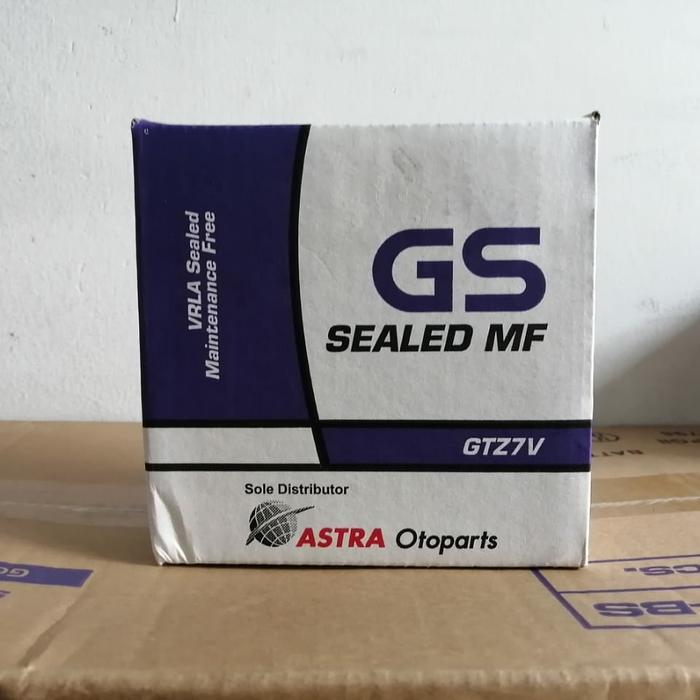 VRLA Sealed
Maintenance Free
GS
SEALED MF
GTZ7V
Sole Distributor
ASTRA Otoparts